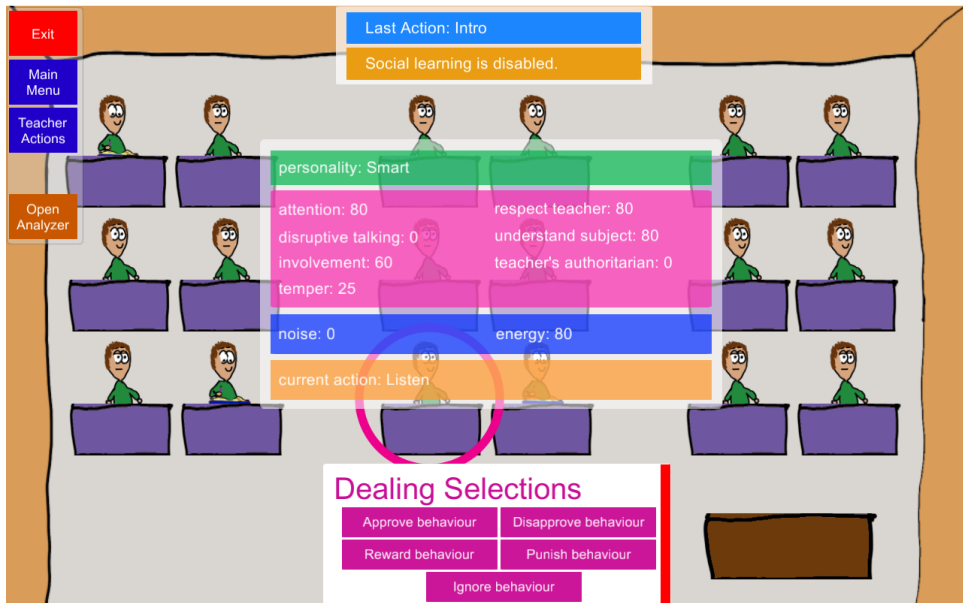 Exit
Main
Menu
Teacher
Actions
Open
Analyzer
Last Action: Intro
Social learning is disabled.
personality: Smart
attention: 80
respect teacher: 80
disruptive talking: 0
understand subject: 80
involvement: 60
teacher's authoritarian: 0
temper: 25
noise: 0
energy: 80
current action: Listen
Dealing Selections
Approve behaviour
Disapprove behaviour
Reward behaviour
Punish behaviour
Ignore behaviour